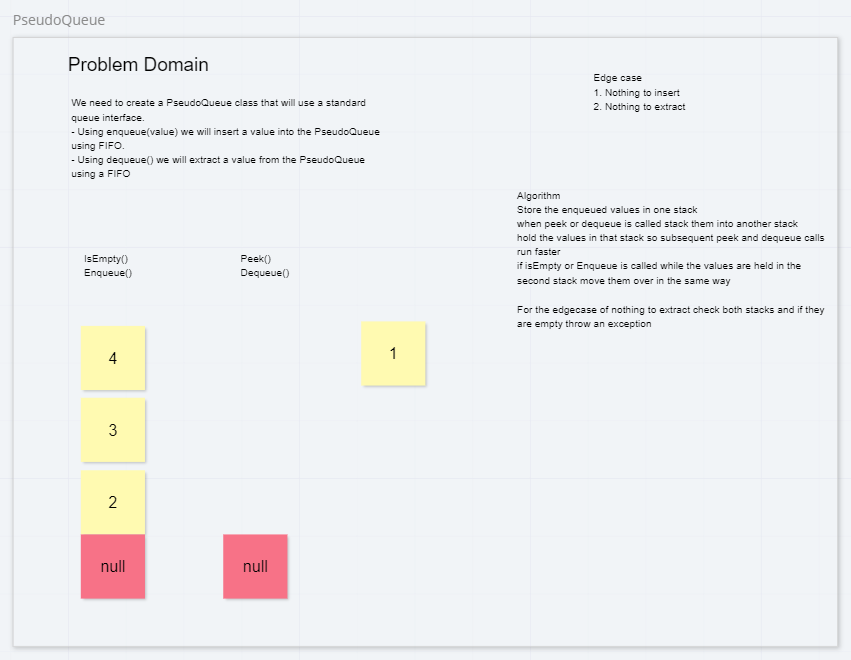 PseudoQueue
Problem Domain
We need to create a PseudoQueue class that will use a standard
queue interface.
- Using enqueue(value) we will insert a value into the PseudoQueue
using FIFO.
- Using dequeue() we will extract a value from the PseudoQueue
using a FIFO
Edge case
1. Nothing to insert
2. Nothing to extract
Algorithm
Store the enqueued values in one stack
when peek or dequeue is called stack them into another stack
hold the values in that stack so subsequent peek and dequeue calls
run faster
if isEmpty or Enqueue is called while the values are held in the
second stack move them over in the same way
For the edgecase of nothing to extract check both stacks and if they
are empty throw an exception
IsEmpty()
Enqueue()
Peek()
Dequeue()
4
3
2
null
null
1